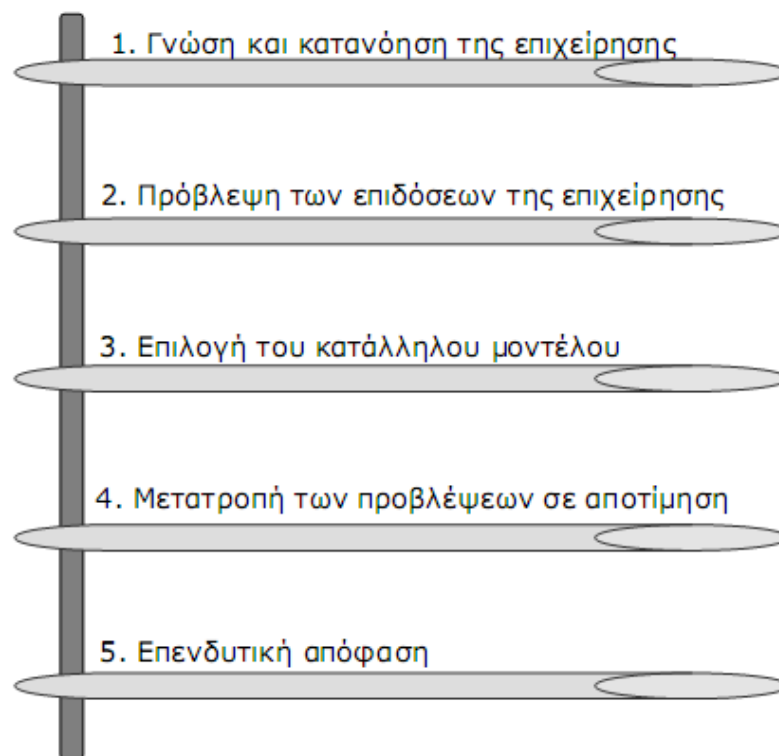 1. Γνώση και κατανόηση της επιχείρησης
2. Πρόβλεψη των επιδόσεων της επιχείρησης
3. Επιλογή του κατάλληλου μοντέλου
4. Μετατροπή των προβλέψεων σε αποτίμηση
5. Επενδυτική απόφαση